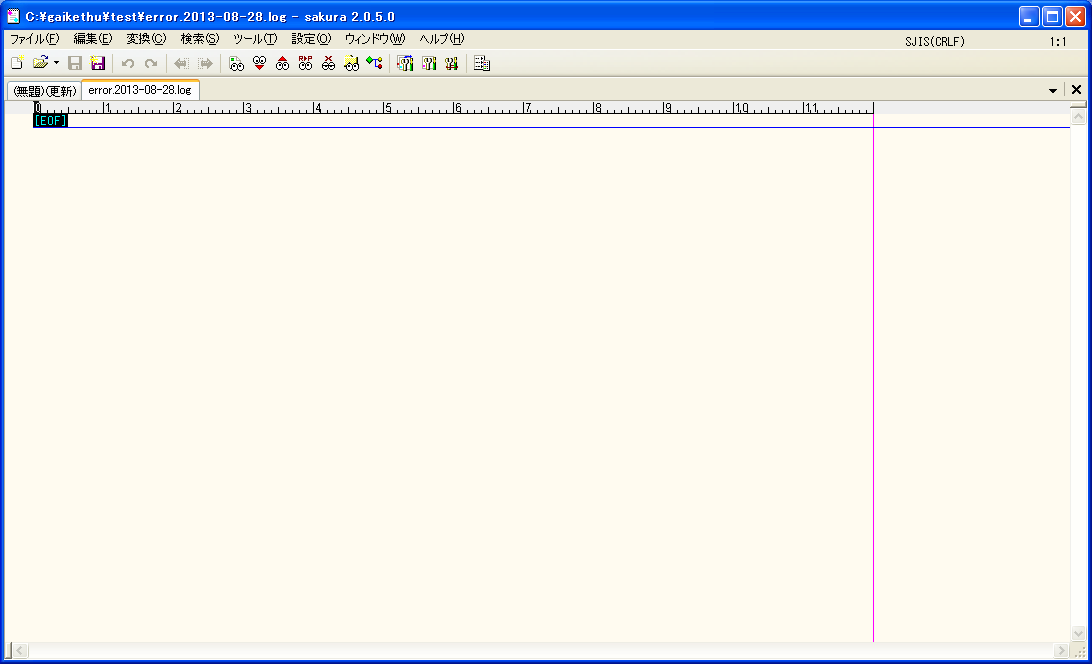 C:¥gaikethu¥test¥error.2013-08-28.log - sakura 2.0.5.0
ファイル(F) 編集(E) 変換(C) 検索(S) ツール(T) 設定(O) ウィンドウ(W) ヘルプ(H) SJIS(CRLF) 1:1
(無題)(更新) error.2013-08-28.log
0 1 2 3 4 5 6 7 8 9 10 11
[EOF]